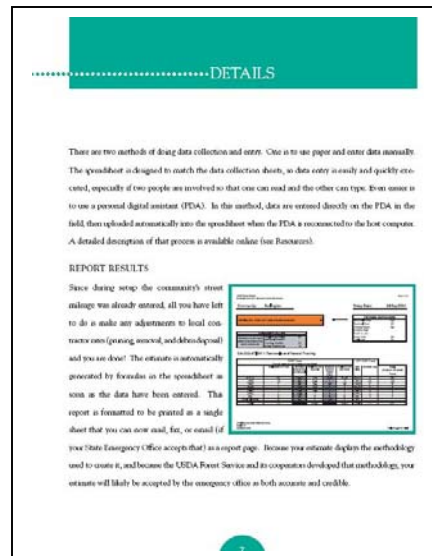 DETAILS
There are two methods of doing data collection and entry. One is to use paper and enter data manually.
The spreadsheet is designed to match the data collection sheets, so data entry is easily and quickly exe-
cuted, especially if two people are involved so that one can read and the other can type. Even easier is
to use a personal digital assistant (PDA). In this method, data are entered directly on the PDA in the
field, then uploaded automatically into the spreadsheet when the PDA is reconnected to the host computer.
A detailed description of that process is available online (see Resources).
REPORT RESULTS
Since during setup the community's street
mileage was already entered, all you have left
to do is make any adjustments to local con-
tractor rates (pruning, removal, and debris disposal)
and you are done! The estimate is automatically
generated by formulas in the spreadsheet as
soon as the data have been entered. This
report is formatted to be printed as a single
sheet that you can now mail, fax, or email (if
your State Emergency Office accepts that) as a report page. Because your estimate displays the methodology
used to create it, and because the USDA Forest Service and its cooperators developed that methodology, your
estimate will likely be accepted by the emergency office as both accurate and credible.
7